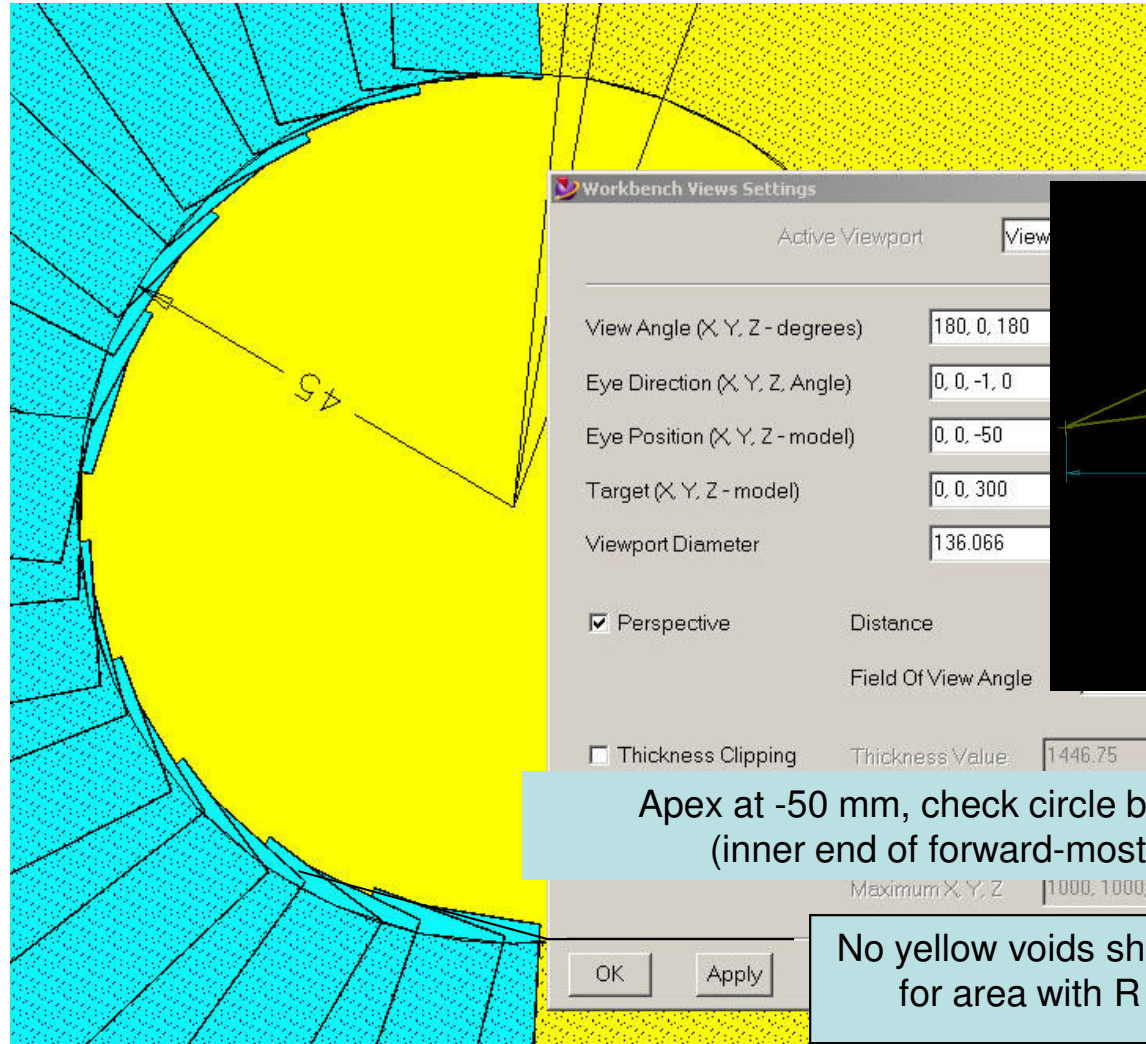 Workbench Views Settings
Active Viewport View
View Angle (X, Y, Z - degrees) 180, 0, 180
Eye Direction (X, Y, Z, Angle) 0, 0, -1, 0
45
Eye Position (X, Y, Z - model) 0, 0, -50
Target (X, Y, Z - model) 0, 0, 300
Viewport Diameter 136.066
Perspective Distance
Field Of View Angle
Thickness Clipping Thickness Value 1446.75
Apex at -50 mm, check circle b
(inner end of forward-most
Maximum X, Y, Z 1000, 1000,
No yellow voids sh
for area with R
OK Apply